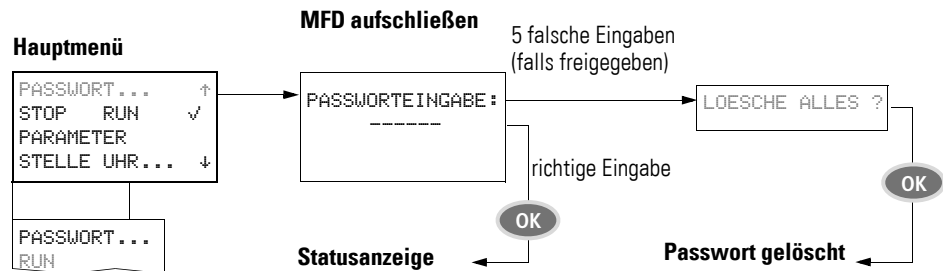 MFD aufschließen
Hauptmenü
5 falsche Eingaben
(falls freigegeben)
PASSWORT... ↑
STOP RUN √
PARAMETER
STELLE UHR... ↓
PASSWORTEINGABE:
------
LOESCHE ALLES ?
richtige Eingabe
OK
OK
PASSWORT...
RUN
Statusanzeige
Passwort gelöscht